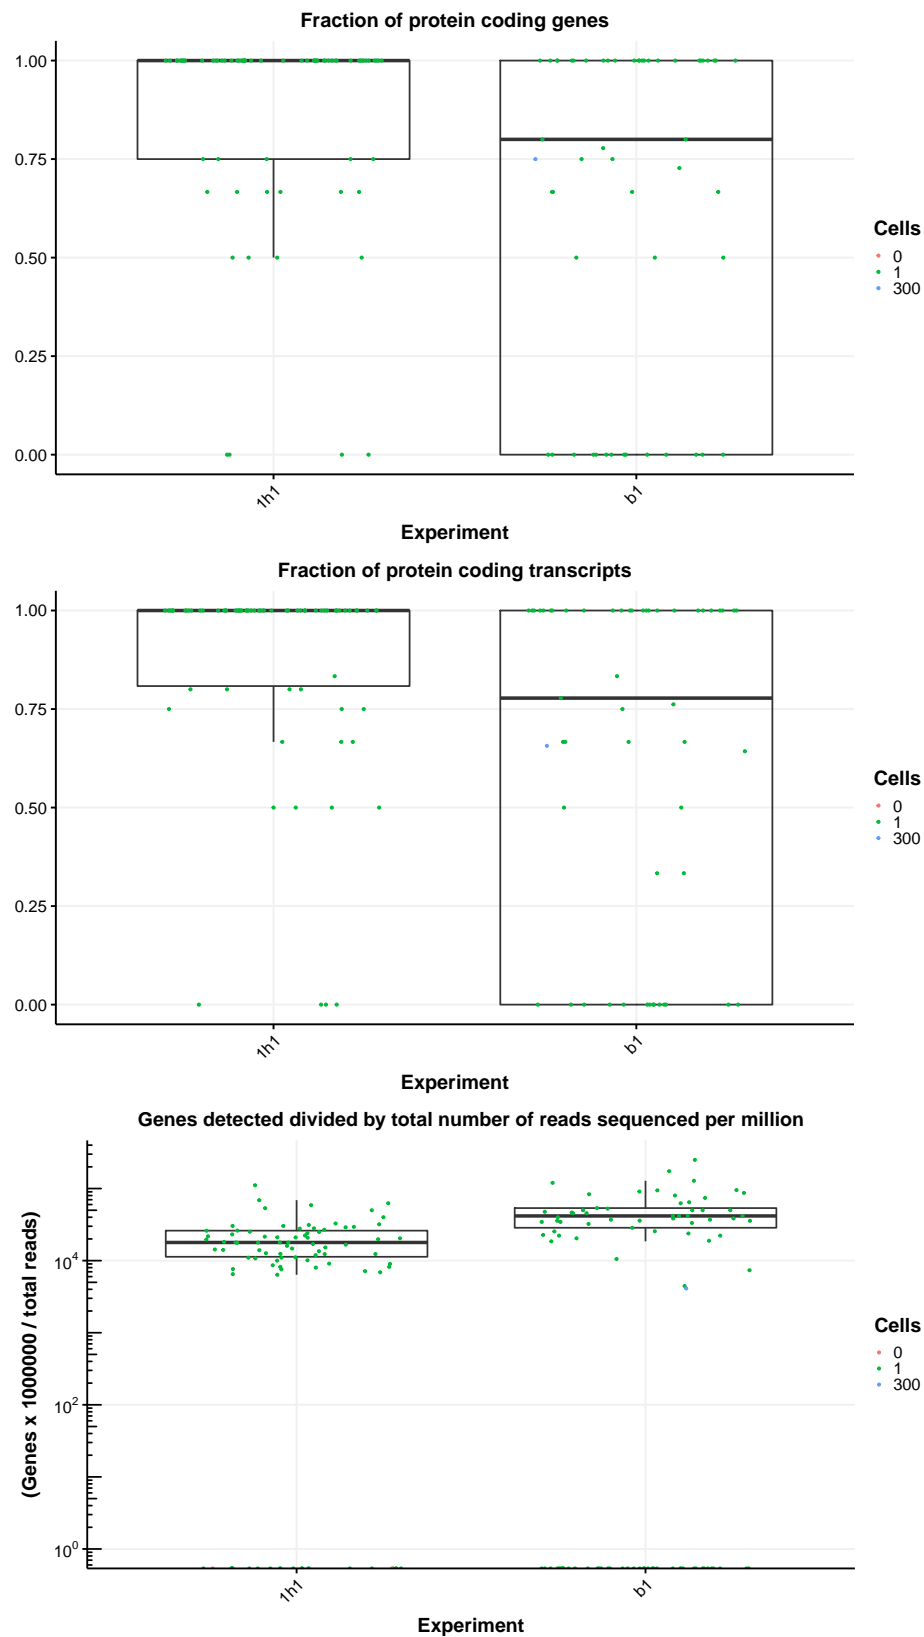 Fraction of protein coding genes
1.00
0.75
0.50
0.25
0.00
1h1
b1
Experiment
Cells
0
1
300
Fraction of protein coding transcripts
1.00
0.75
0.50
0.25
0.00
1h1
b1
Experiment
Cells
0
1
300
Genes detected divided by total number of reads sequenced per million
(Genes x 1000000 / total reads)
10⁴
10²
10⁰
1h1
b1
Experiment
Cells
0
1
300